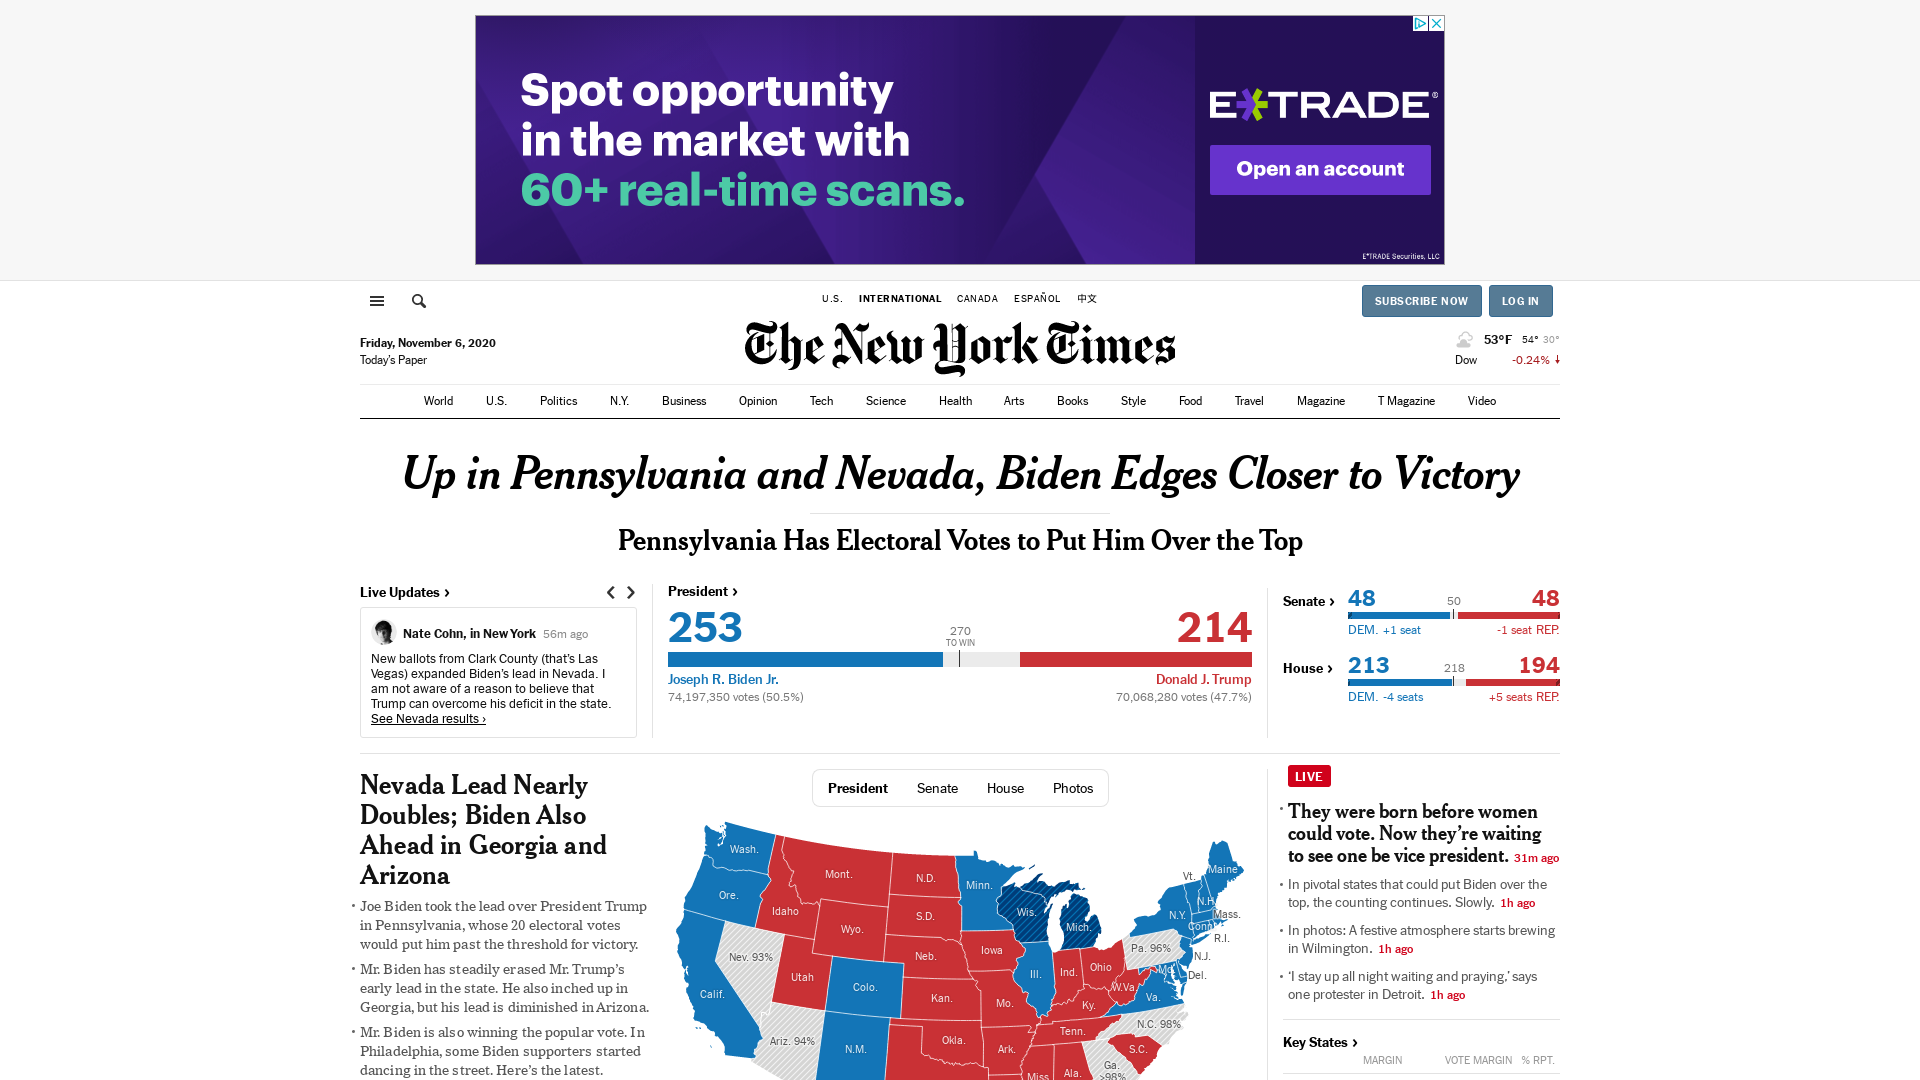 Spot opportunity
in the market with
60+ real-time scans.
E*TRADE®
Open an account
E*TRADE Securities, LLC
U.S. INTERNATIONAL CANADA ESPAÑOL 中文
SUBSCRIBE NOW LOG IN
Friday, November 6, 2020
Today's Paper
The New York Times
53°F 54° 30°
Dow -0.24% ↓
World U.S. Politics N.Y. Business Opinion Tech Science Health Arts Books Style Food Travel Magazine T Magazine Video
Up in Pennsylvania and Nevada, Biden Edges Closer to Victory
Pennsylvania Has Electoral Votes to Put Him Over the Top
Live Updates ›
Nate Cohn, in New York 56m ago
New ballots from Clark County (that's Las
Vegas) expanded Biden's lead in Nevada. I
am not aware of a reason to believe that
Trump can overcome his deficit in the state.
See Nevada results ›
President ›
253 214
270
TO WIN
Joseph R. Biden Jr. Donald J. Trump
74,197,350 votes (50.5%) 70,068,280 votes (47.7%)
Senate › 48 50 48
DEM. +1 seat -1 seat REP.
House › 213 218 194
DEM. -4 seats +5 seats REP.
Nevada Lead Nearly
Doubles; Biden Also
Ahead in Georgia and
Arizona
• Joe Biden took the lead over President Trump
in Pennsylvania, whose 20 electoral votes
would put him past the threshold for victory.
• Mr. Biden has steadily erased Mr. Trump's
early lead in the state. He also inched up in
Georgia, but his lead is diminished in Arizona.
• Mr. Biden is also winning the popular vote. In
Philadelphia, some Biden supporters started
dancing in the street. Here's the latest.
President Senate House Photos
Wash.
Mont.
N.D.
Minn.
Maine
Vt.
Ore.
Idaho
S.D.
Wis.
Mich.
N.Y.
N.H.
Mass.
Conn.
R.I.
Wyo.
Iowa
Pa. 96%
N.J.
Nev. 93%
Neb.
Ill.
Ind.
Ohio
Md.
Del.
Utah
Colo.
Kan.
Mo.
Ky.
W.Va.
Va.
Calif.
N.C. 98%
Tenn.
Ariz. 94%
N.M.
Okla.
Ark.
S.C.
Miss.
Ala.
Ga.
>98%
LIVE
• They were born before women
could vote. Now they're waiting
to see one be vice president. 31m ago
• In pivotal states that could put Biden over the
top, the counting continues. Slowly. 1h ago
• In photos: A festive atmosphere starts brewing
in Wilmington. 1h ago
• 'I stay up all night waiting and praying,' says
one protester in Detroit. 1h ago
Key States ›
MARGIN VOTE MARGIN % RPT.